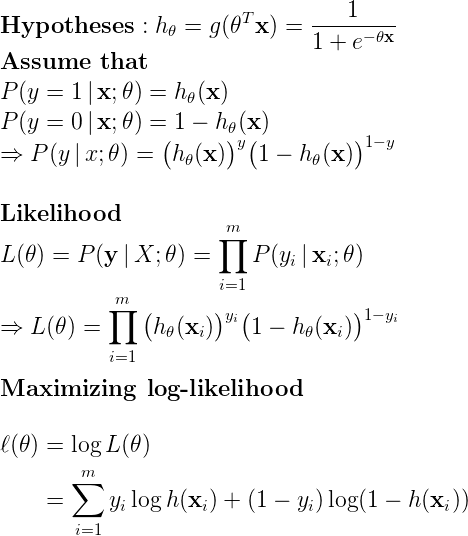 Hypotheses : h_θ = g(θ^T x) = 1 / (1 + e^{−θx})
Assume that
P(y = 1 | x; θ) = h_θ(x)
P(y = 0 | x; θ) = 1 − h_θ(x)
⇒ P(y | x; θ) = (h_θ(x))^y (1 − h_θ(x))^{1−y}
Likelihood
L(θ) = P(y | X; θ) = ∏_{i=1}^{m} P(y_i | x_i; θ)
⇒ L(θ) = ∏_{i=1}^{m} (h_θ(x_i))^{y_i} (1 − h_θ(x_i))^{1−y_i}
Maximizing log-likelihood
ℓ(θ) = log L(θ)
= ∑_{i=1}^{m} y_i log h(x_i) + (1 − y_i) log(1 − h(x_i))